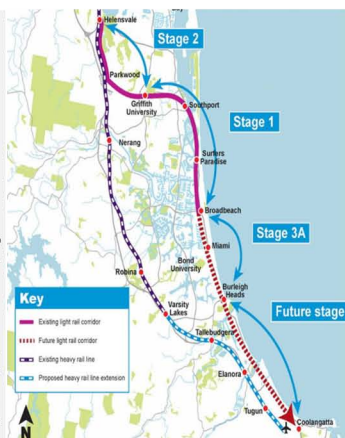 Helensvale
Stage 2
Parkwood
Griffith
University
Southport
Stage 1
Nerang
Surfers
Paradise
Broadbeach
Stage 3A
Miami
Bond
University
Robina
Burleigh
Heads
Varsity
Lakes
Future stage
Tallebudgera
Elanora
Tugun
Coolangatta
Key
Existing light rail corridor
Future light rail corridor
Existing heavy rail line
Proposed heavy rail line extension
N